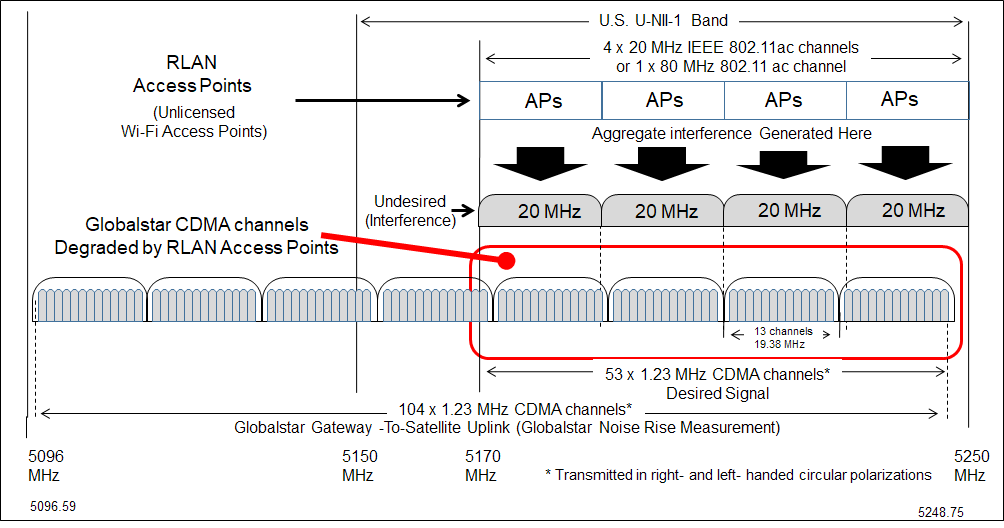 U.S. U-NII-1 Band
4 x 20 MHz IEEE 802.11ac channels
or 1 x 80 MHz 802.11 ac channel
RLAN
Access Points
(Unlicensed
Wi-Fi Access Points)
APs
APs
APs
APs
Aggregate interference Generated Here
Undesired
(Interference)
20 MHz
20 MHz
20 MHz
20 MHz
Globalstar CDMA channels
Degraded by RLAN Access Points
13 channels
19.38 MHz
53 x 1.23 MHz CDMA channels*
Desired Signal
104 x 1.23 MHz CDMA channels*
Globalstar Gateway -To-Satellite Uplink (Globalstar Noise Rise Measurement)
5096
MHz
5150
MHz
5170
MHz
* Transmitted in right- and left- handed circular polarizations
5250
MHz
5096.59
5248.75